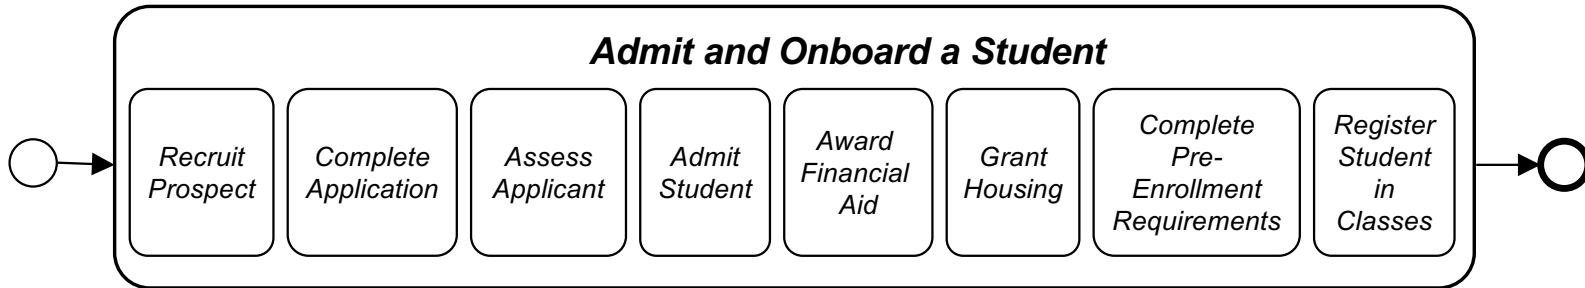 Admit and Onboard a Student
Recruit
Prospect
Complete
Application
Assess
Applicant
Admit
Student
Award
Financial
Aid
Grant
Housing
Complete
Pre-
Enrollment
Requirements
Register
Student
in
Classes